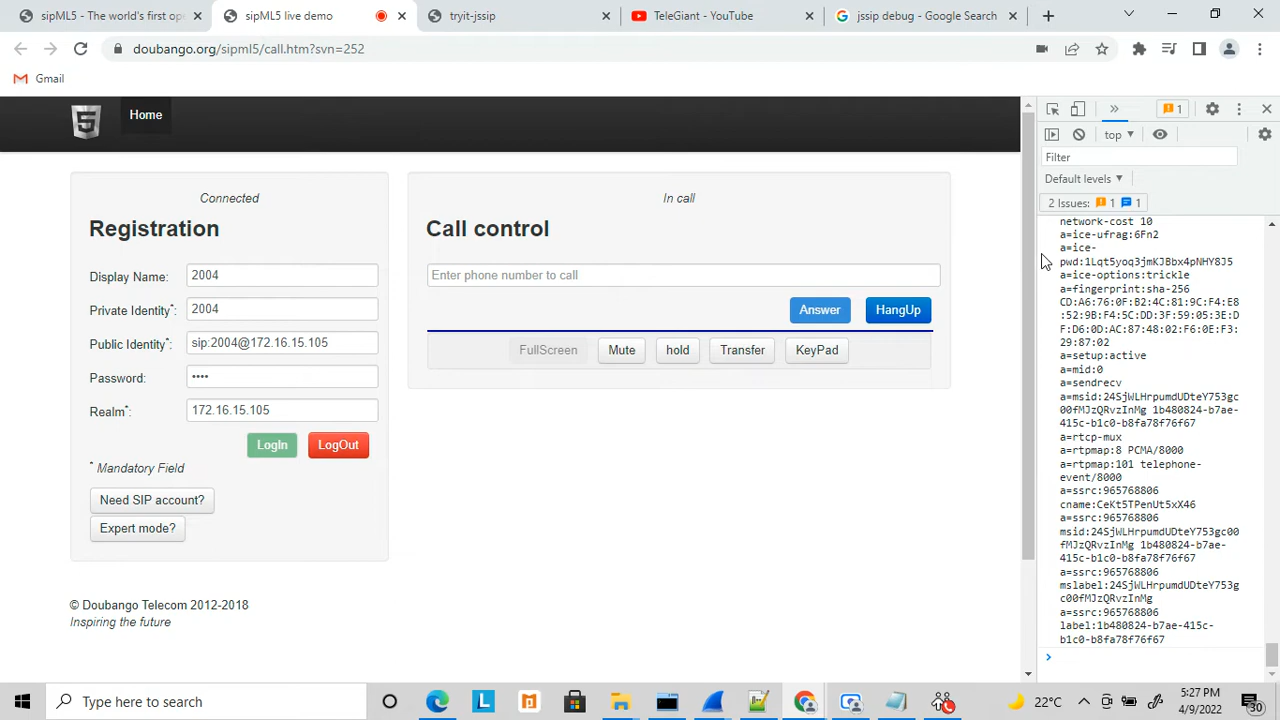 sipML5 - The world's first ope
sipML5 live demo
tryit-jssip
TeleGiant - YouTube
jssip debug - Google Search
doubango.org/sipml5/call.htm?svn=252
Gmail
Home
Connected
Registration
Display Name:
2004
Private Identity*:
2004
Public Identity*:
sip:2004@172.16.15.105
Password:
••••
Realm*:
172.16.15.105
LogIn
LogOut
* Mandatory Field
Need SIP account?
Expert mode?
In call
Call control
Enter phone number to call
Answer
HangUp
FullScreen
Mute
hold
Transfer
KeyPad
© Doubango Telecom 2012-2018
Inspiring the future
1
top
Filter
Default levels
2 Issues: 1 1
network-cost 10
a=ice-ufrag:6Fn2
a=ice-
pwd:1Lqt5yoq3jmKJBbx4pNHY8J5
a=ice-options:trickle
a=fingerprint:sha-256
CD:A6:76:0F:B2:4C:81:9C:F4:E8
:52:9B:F4:5C:DD:3F:59:05:3E:D
F:D6:0D:AC:87:48:02:F6:0E:F3:
29:87:02
a=setup:active
a=mid:0
a=sendrecv
a=msid:24SjWLHrpumdUDteY753gc
00fMJzQRvzInMg 1b480824-b7ae-
415c-b1c0-b8fa78f76f67
a=rtcp-mux
a=rtpmap:8 PCMA/8000
a=rtpmap:101 telephone-
event/8000
a=ssrc:965768806
cname:CeKt5TPenUt5xX46
a=ssrc:965768806
msid:24SjWLHrpumdUDteY753gc00
fMJzQRvzInMg 1b480824-b7ae-
415c-b1c0-b8fa78f76f67
a=ssrc:965768806
mslabel:24SjWLHrpumdUDteY753g
c00fMJzQRvzInMg
a=ssrc:965768806
label:1b480824-b7ae-415c-
b1c0-b8fa78f76f67
Type here to search
22°C
5:27 PM
4/9/2022
30